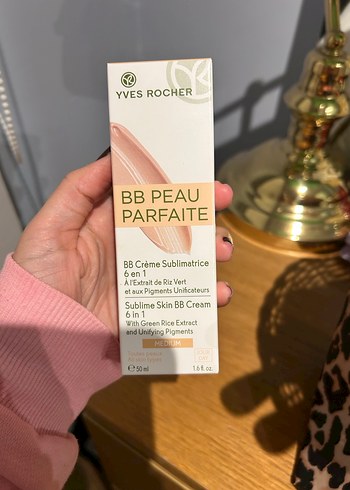 YVES ROCHER
BB PEAU
PARFAITE
BB Crème Sublimatrice
6 en 1
A l'Extrait de Riz Vert
et aux Pigments Unificateurs
Sublime Skin BB Cream
6 in 1
With Green Rice Extract
and Unifying Pigments
MEDIUM
℮ 50 ml
1.6 fl.oz.